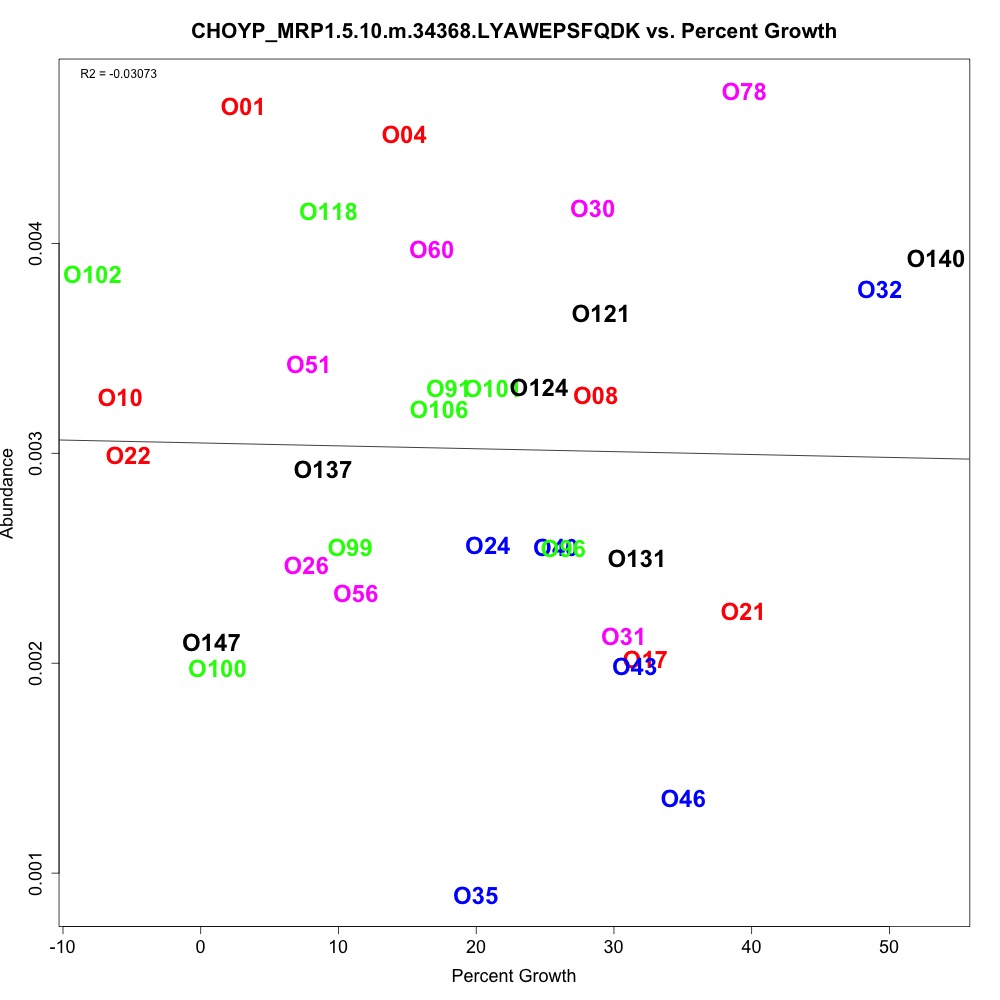 CHOYP_MRP1.5.10.m.34368.LYAWEPSFQDK vs. Percent Growth
R2 = -0.03073
O78
O01
O04
O118
O30
O60
O140
O102
O32
O121
O51
O91
O124
O10
O08
O106
O22
O137
O99
O24
O96
O131
O26
O56
O21
O147
O31
O17
O43
O100
O46
O35
Abundance
0.004
0.003
0.002
0.001
-10 0 10 20 30 40 50
Percent Growth